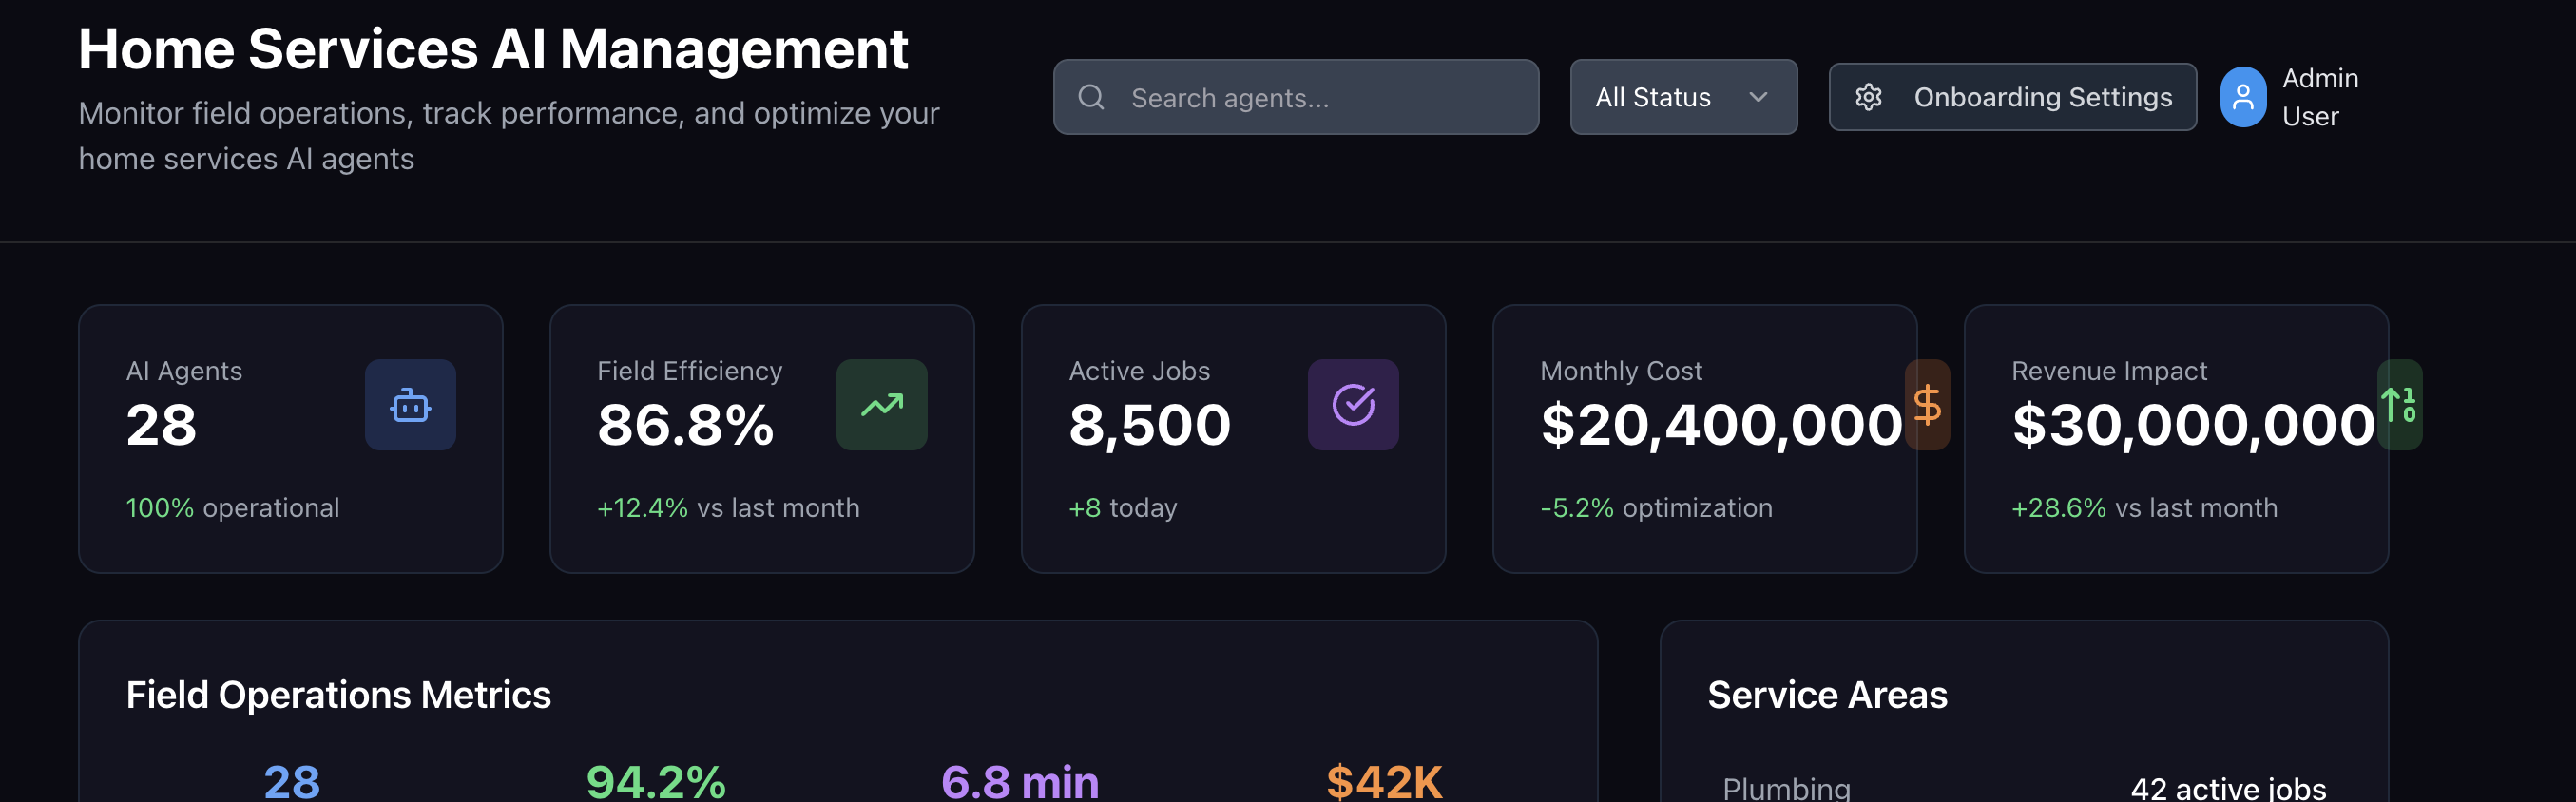 Home Services AI Management
Monitor field operations, track performance, and optimize your
home services AI agents
Search agents...
All Status
Onboarding Settings
Admin
User
AI Agents
28
100% operational
Field Efficiency
86.8%
+12.4% vs last month
Active Jobs
8,500
+8 today
Monthly Cost
$20,400,000
-5.2% optimization
Revenue Impact
$30,000,000
+28.6% vs last month
Field Operations Metrics
28
94.2%
6.8 min
$42K
Service Areas
Plumbing
42 active jobs